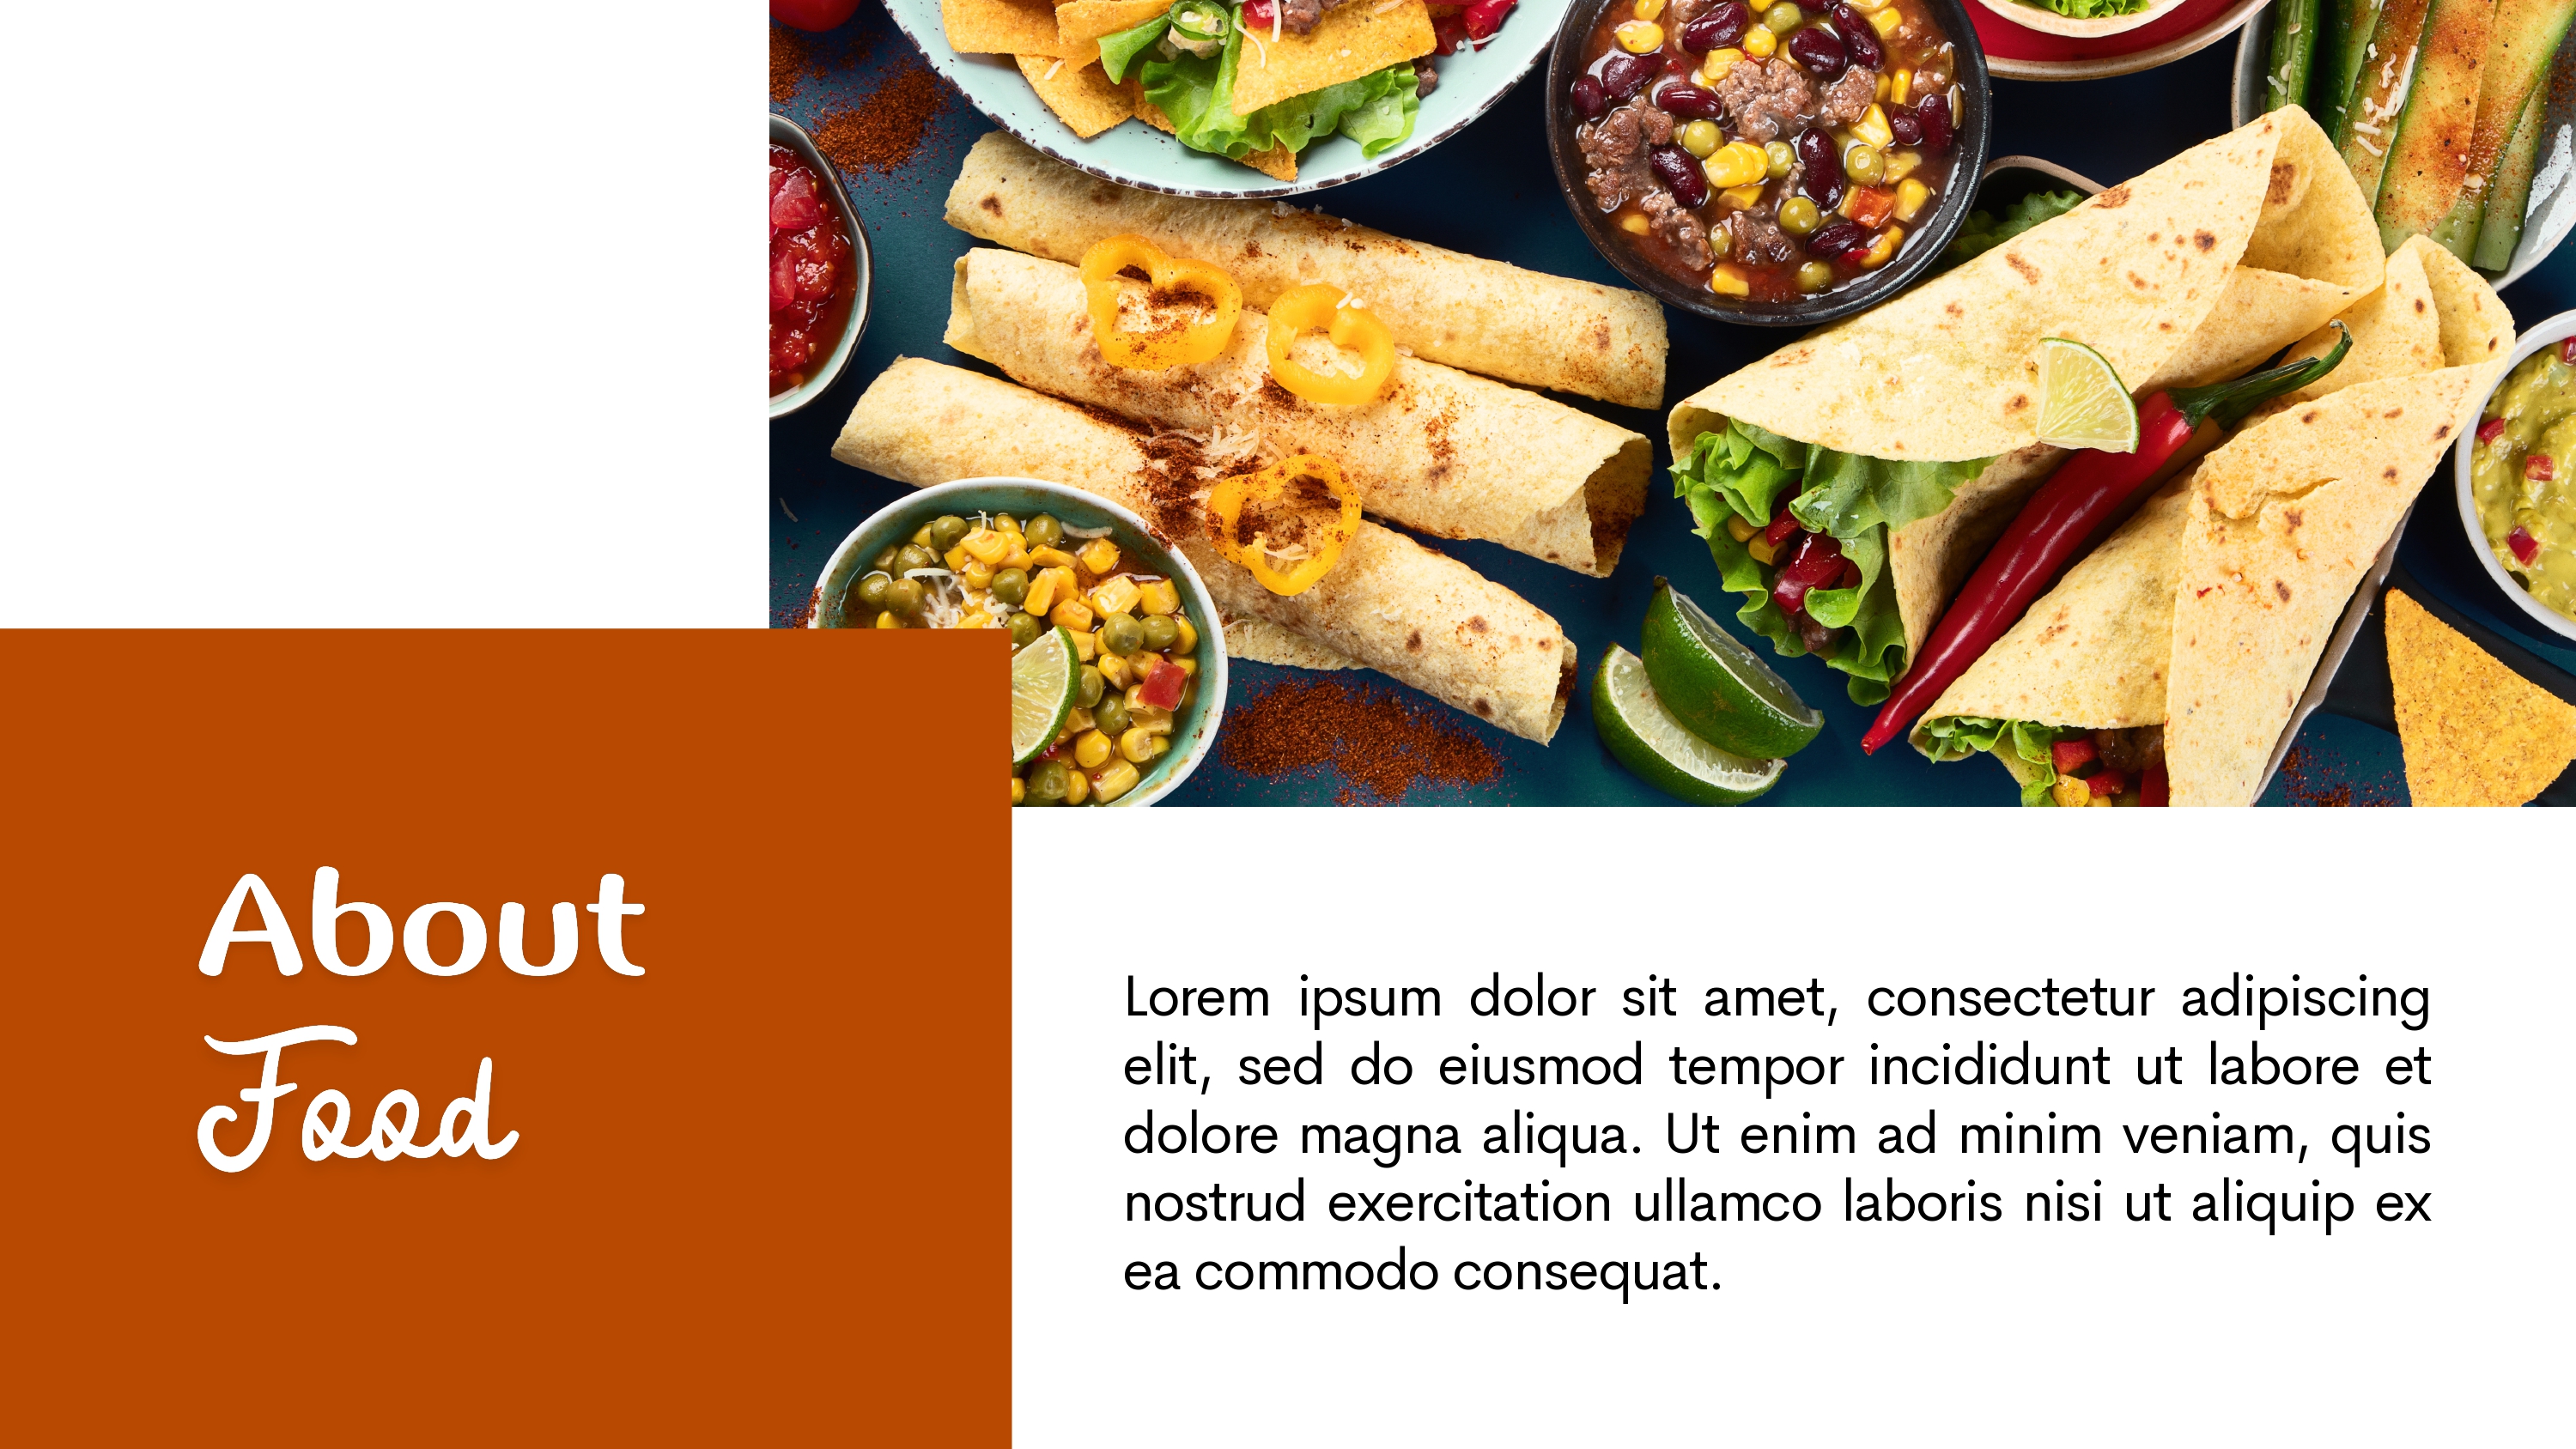 About
Food
Lorem ipsum dolor sit amet, consectetur adipiscing
elit, sed do eiusmod tempor incididunt ut labore et
dolore magna aliqua. Ut enim ad minim veniam, quis
nostrud exercitation ullamco laboris nisi ut aliquip ex
ea commodo consequat.